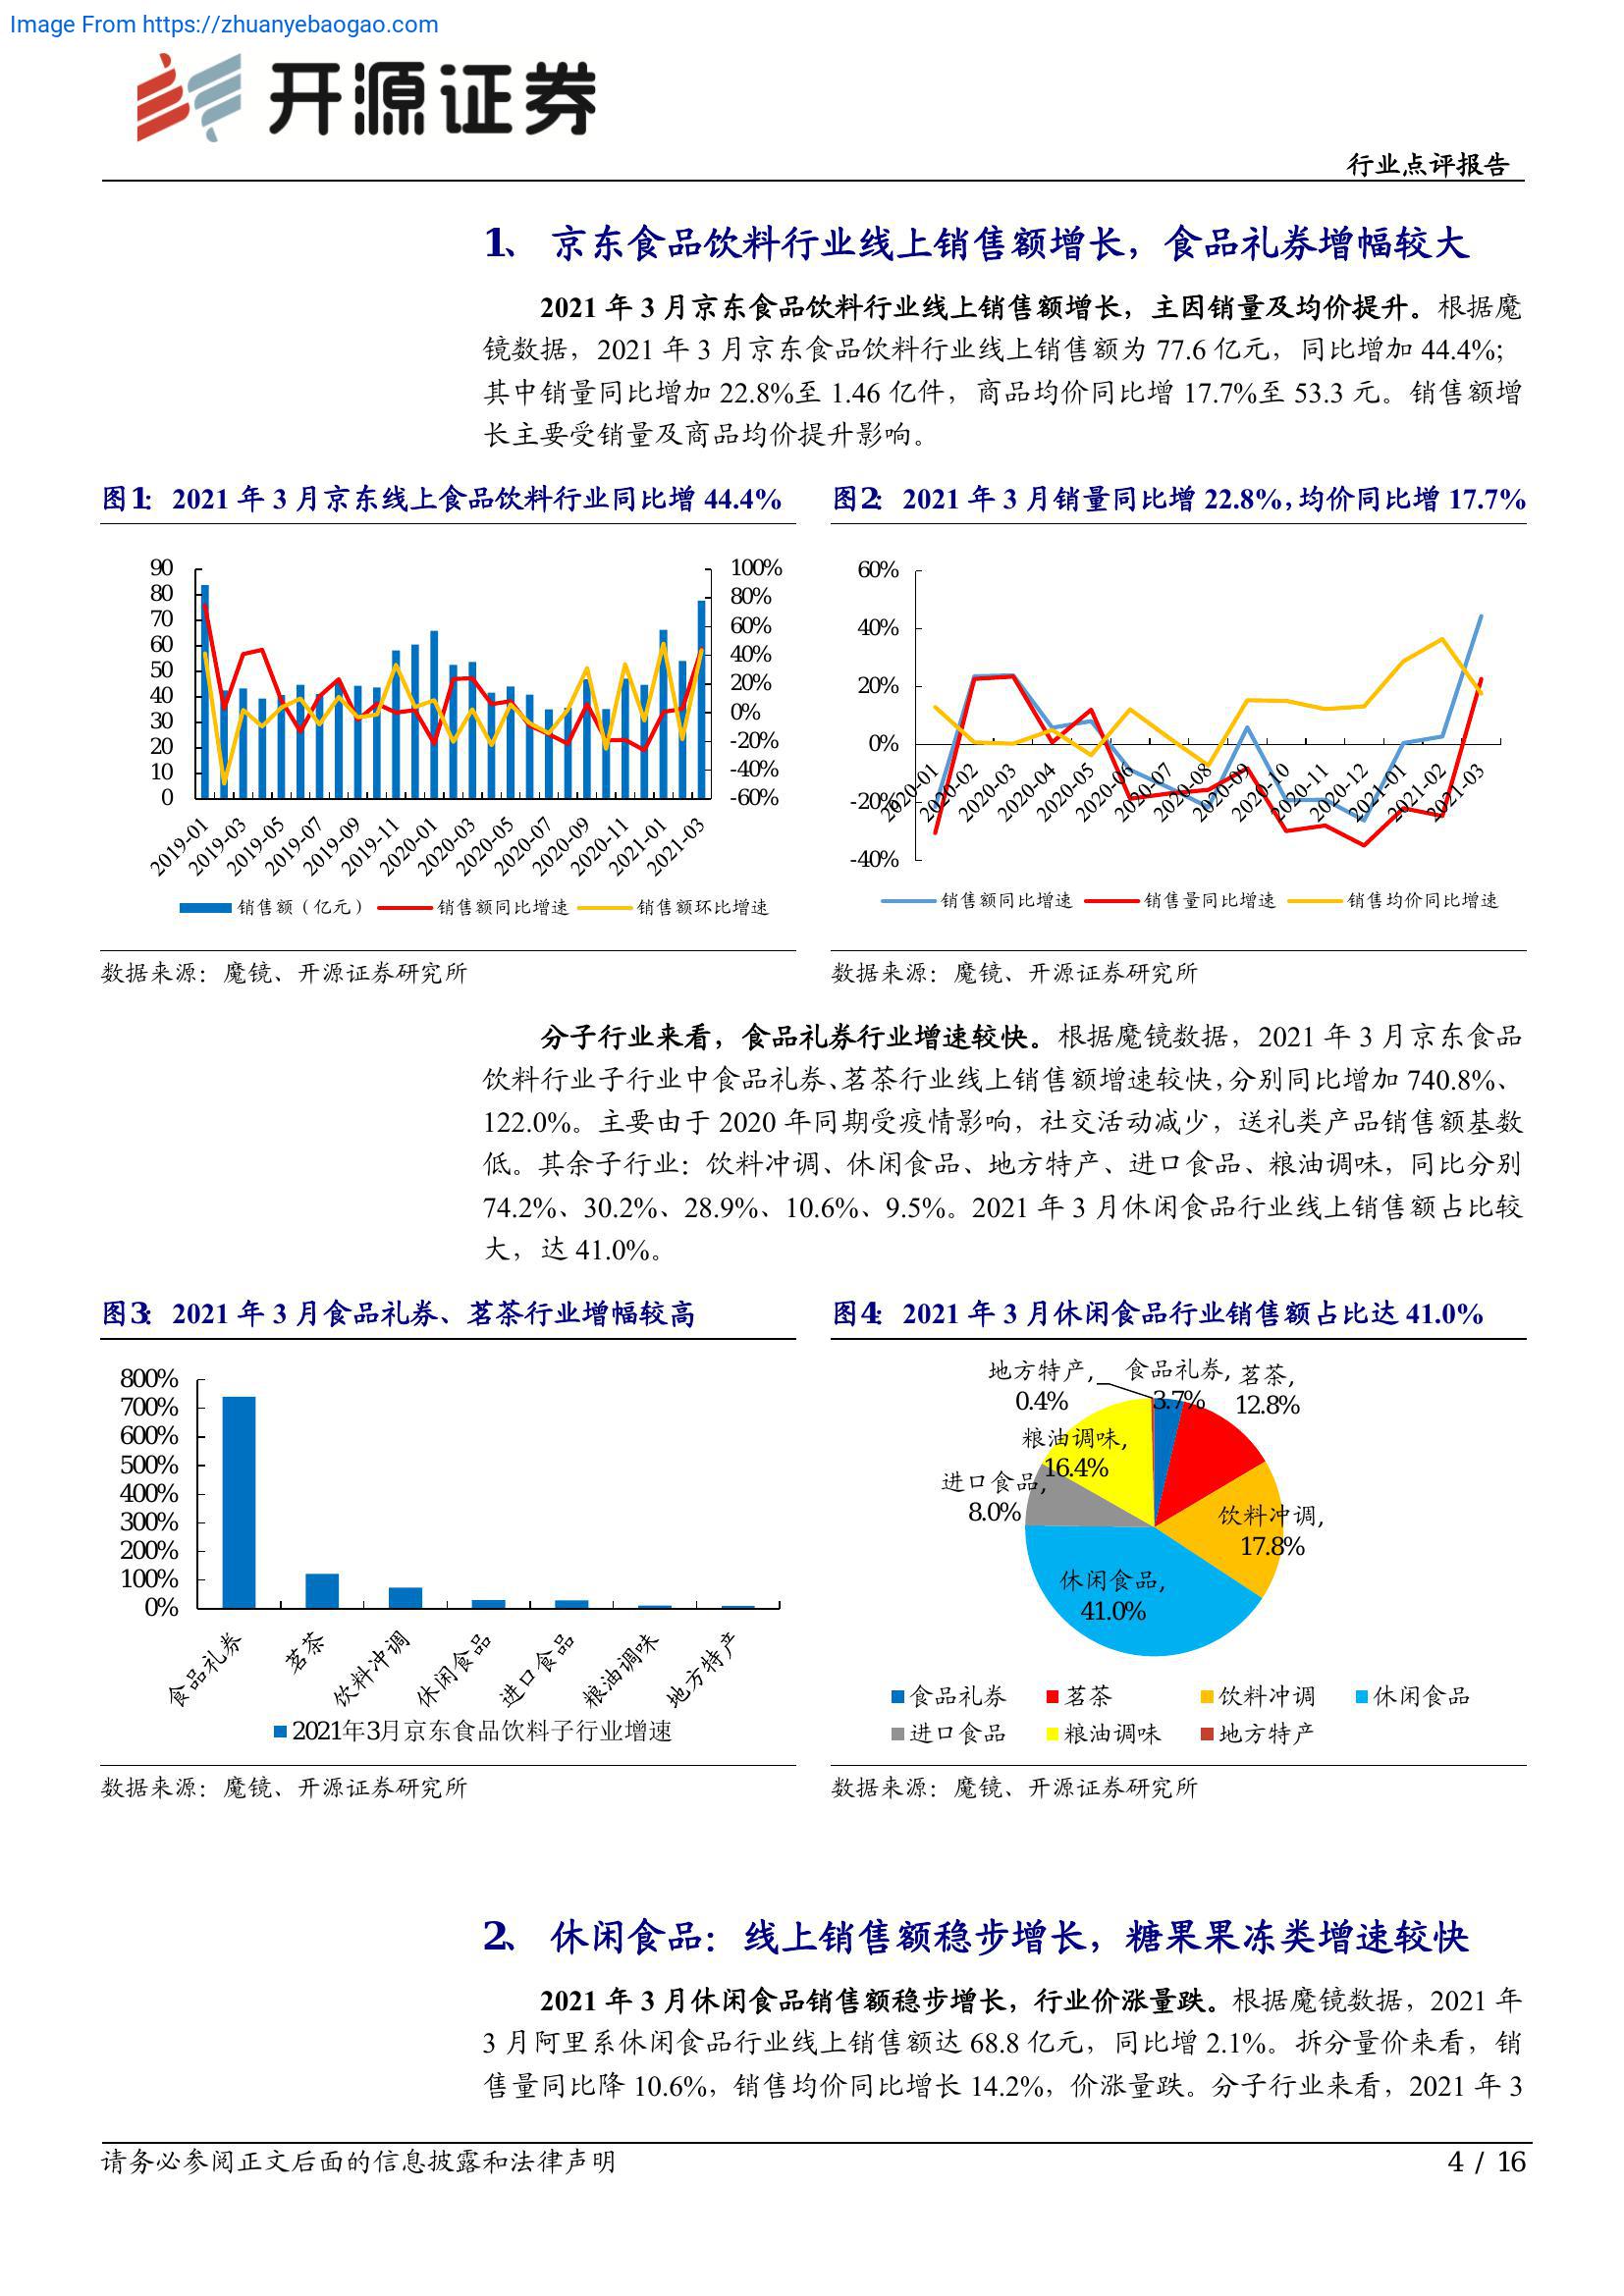 Image From https://zhuanyebaogao.com
开源证券
行业点评报告
1、 京东食品饮料行业线上销售额增长，食品礼券增幅较大
2021 年 3 月京东食品饮料行业线上销售额增长，主因销量及均价提升。根据魔
镜数据，2021 年 3 月京东食品饮料行业线上销售额为 77.6 亿元，同比增加 44.4%;
其中销量同比增加 22.8%至 1.46 亿件，商品均价同比增 17.7%至 53.3 元。销售额增
长主要受销量及商品均价提升影响。
图1： 2021 年 3 月京东线上食品饮料行业同比增 44.4%
90
80
70
60
50
40
30
20
10
0
100%
80%
60%
40%
20%
0%
-20%
-40%
-60%
2019-01
2019-03
2019-05
2019-07
2019-09
2019-11
2020-01
2020-03
2020-05
2020-07
2020-09
2020-11
2021-01
2021-03
销售额（亿元） 销售额同比增速 销售额环比增速
数据来源：魔镜、开源证券研究所
图2： 2021 年 3 月销量同比增 22.8%,均价同比增 17.7%
60%
40%
20%
0%
-20%
-40%
2020-01
2020-02
2020-03
2020-04
2020-05
2020-06
2020-07
2020-08
2020-09
2020-10
2020-11
2020-12
2021-01
2021-02
2021-03
销售额同比增速 销售量同比增速 销售均价同比增速
数据来源：魔镜、开源证券研究所
分子行业来看，食品礼券行业增速较快。根据魔镜数据，2021 年 3 月京东食品
饮料行业子行业中食品礼券、茗茶行业线上销售额增速较快,分别同比增加 740.8%、
122.0%。主要由于 2020 年同期受疫情影响，社交活动减少，送礼类产品销售额基数
低。其余子行业：饮料冲调、休闲食品、地方特产、进口食品、粮油调味，同比分别
74.2%、30.2%、28.9%、10.6%、9.5%。2021 年 3 月休闲食品行业线上销售额占比较
大，达 41.0%。
图3： 2021 年 3 月食品礼券、茗茶行业增幅较高
800%
700%
600%
500%
400%
300%
200%
100%
0%
食品礼券
茗茶
饮料冲调
休闲食品
进口食品
粮油调味
地方特产
2021年3月京东食品饮料子行业增速
数据来源：魔镜、开源证券研究所
图4： 2021 年 3 月休闲食品行业销售额占比达 41.0%
地方特产,
0.4%
食品礼券,
3.7%
茗茶,
12.8%
粮油调味,
16.4%
进口食品,
8.0%
饮料冲调,
17.8%
休闲食品,
41.0%
食品礼券 茗茶 饮料冲调 休闲食品
进口食品 粮油调味 地方特产
数据来源：魔镜、开源证券研究所
2、 休闲食品：线上销售额稳步增长，糖果果冻类增速较快
2021 年 3 月休闲食品销售额稳步增长，行业价涨量跌。根据魔镜数据，2021 年
3 月阿里系休闲食品行业线上销售额达 68.8 亿元，同比增 2.1%。拆分量价来看，销
售量同比降 10.6%，销售均价同比增长 14.2%，价涨量跌。分子行业来看，2021 年 3
请务必参阅正文后面的信息披露和法律声明
4 / 16